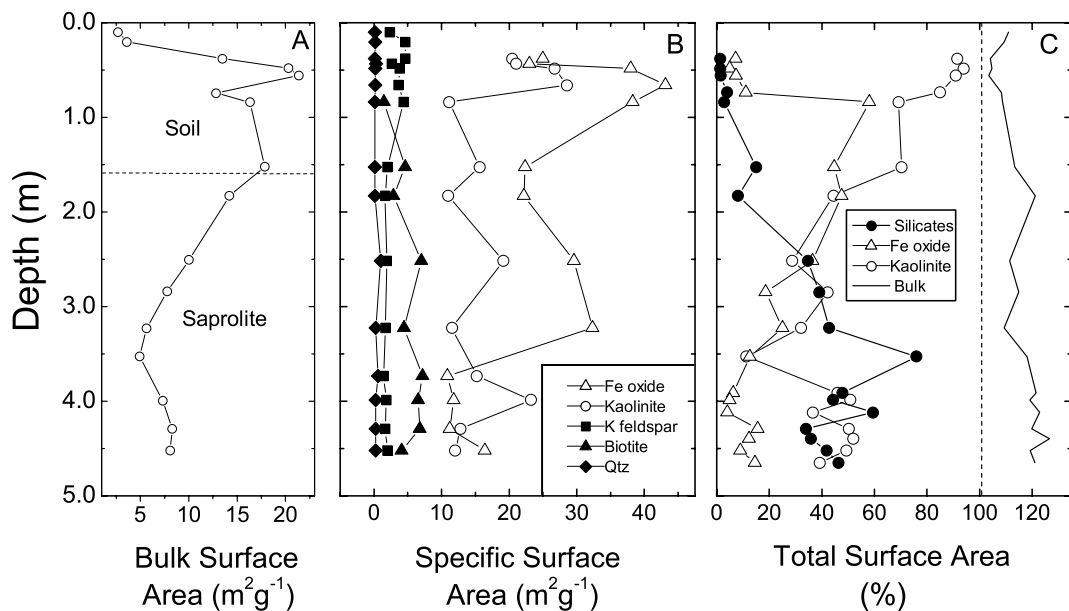 A
B
C
0.0
1.0
2.0
3.0
4.0
5.0
Depth (m)
Soil
Saprolite
Fe oxide
Kaolinite
K feldspar
Biotite
Qtz
Silicates
Fe oxide
Kaolinite
Bulk
5 10 15 20
0 10 20 30 40
0 20 40 60 80 100 120
Bulk Surface
Area (m²g⁻¹)
Specific Surface
Area (m²g⁻¹)
Total Surface Area
(%)